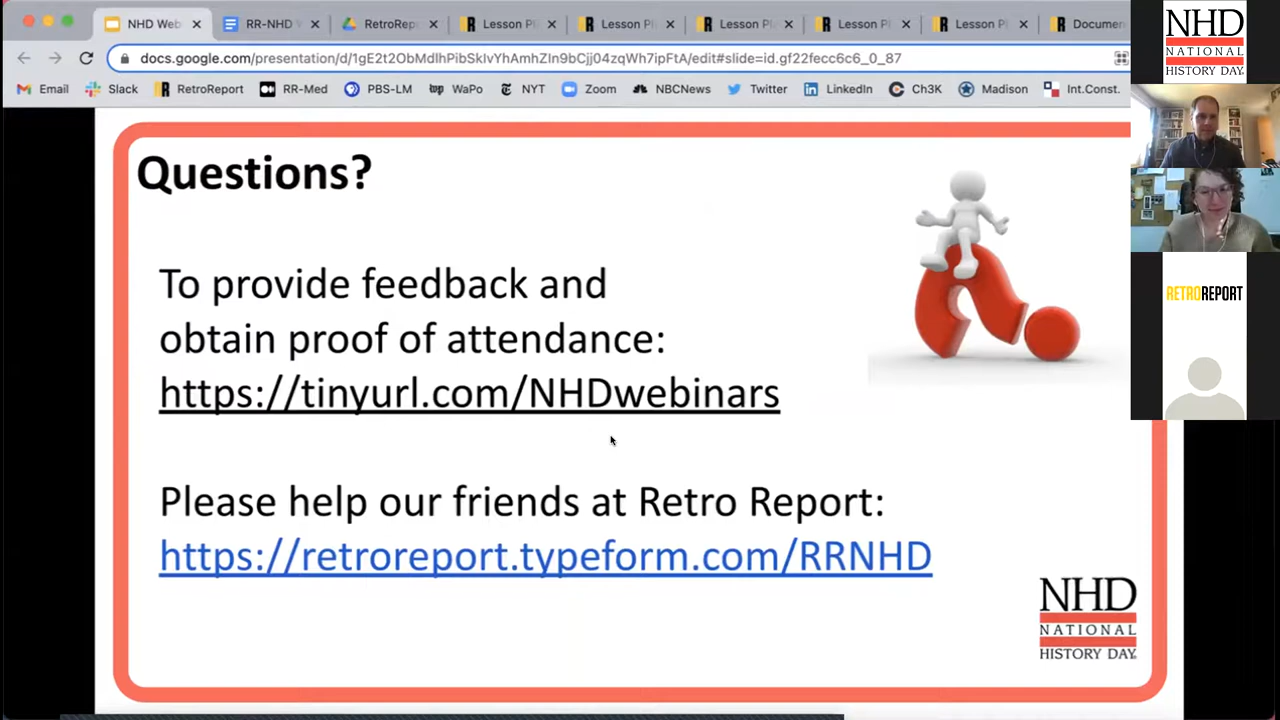 NHD Web
RR-NHD
RetroRep
Lesson Pl
Lesson Pl
Lesson Pl
Lesson Pl
Lesson Pl
Documen
docs.google.com/presentation/d/1gE2t2ObMdlhPibSkIvYhAmhZIn9bCjj04zqWh7ipFtA/edit#slide=id.gf22fecc6c6_0_87
Email
Slack
RetroReport
RR-Med
PBS-LM
wp
WaPo
NYT
Zoom
NBCNews
Twitter
LinkedIn
Ch3K
Madison
Int.Const.
NHD
NATIONAL
HISTORY DAY
RETROREPORT
Questions?
To provide feedback and
obtain proof of attendance:
https://tinyurl.com/NHDwebinars
Please help our friends at Retro Report:
https://retroreport.typeform.com/RRNHD
NHD
NATIONAL
HISTORY DAY